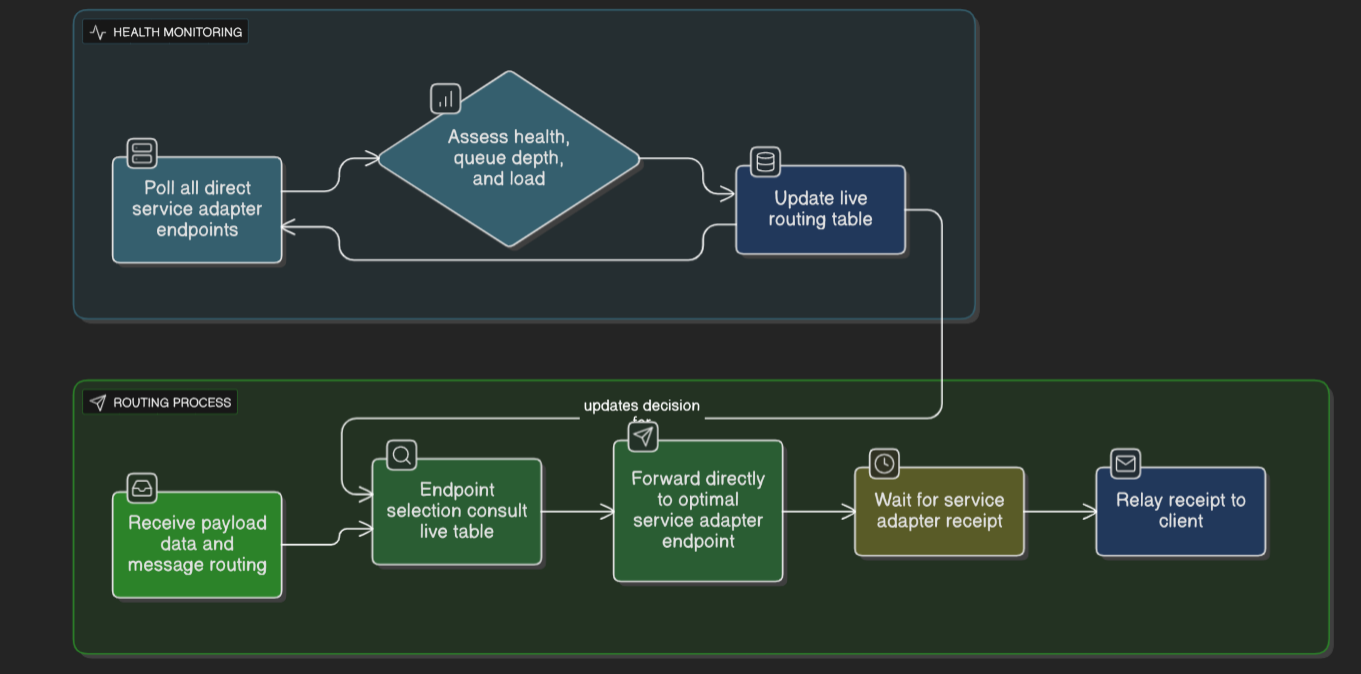 HEALTH MONITORING
Poll all direct
service adapter
endpoints
Assess health,
queue depth,
and load
Update live
routing table
ROUTING PROCESS
updates decision
for
Receive payload
data and
message routing
Endpoint
selection consult
live table
Forward directly
to optimal
service adapter
endpoint
Wait for service
adapter receipt
Relay receipt to
client